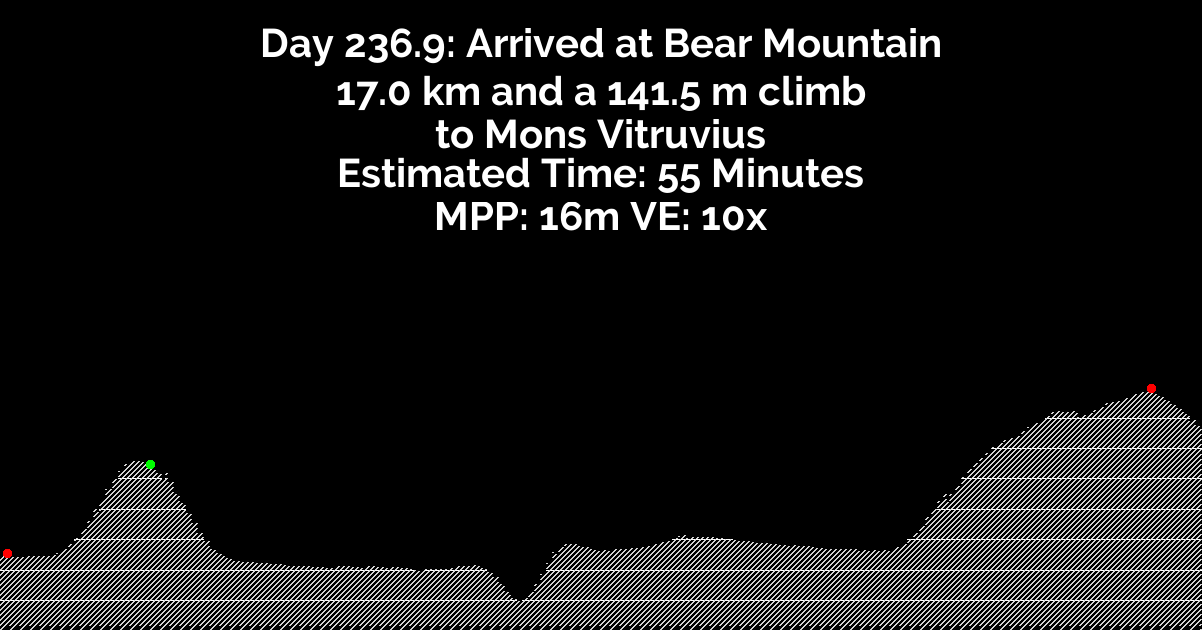 Day 236.9: Arrived at Bear Mountain
17.0 km and a 141.5 m climb
to Mons Vitruvius
Estimated Time: 55 Minutes
MPP: 16m VE: 10x